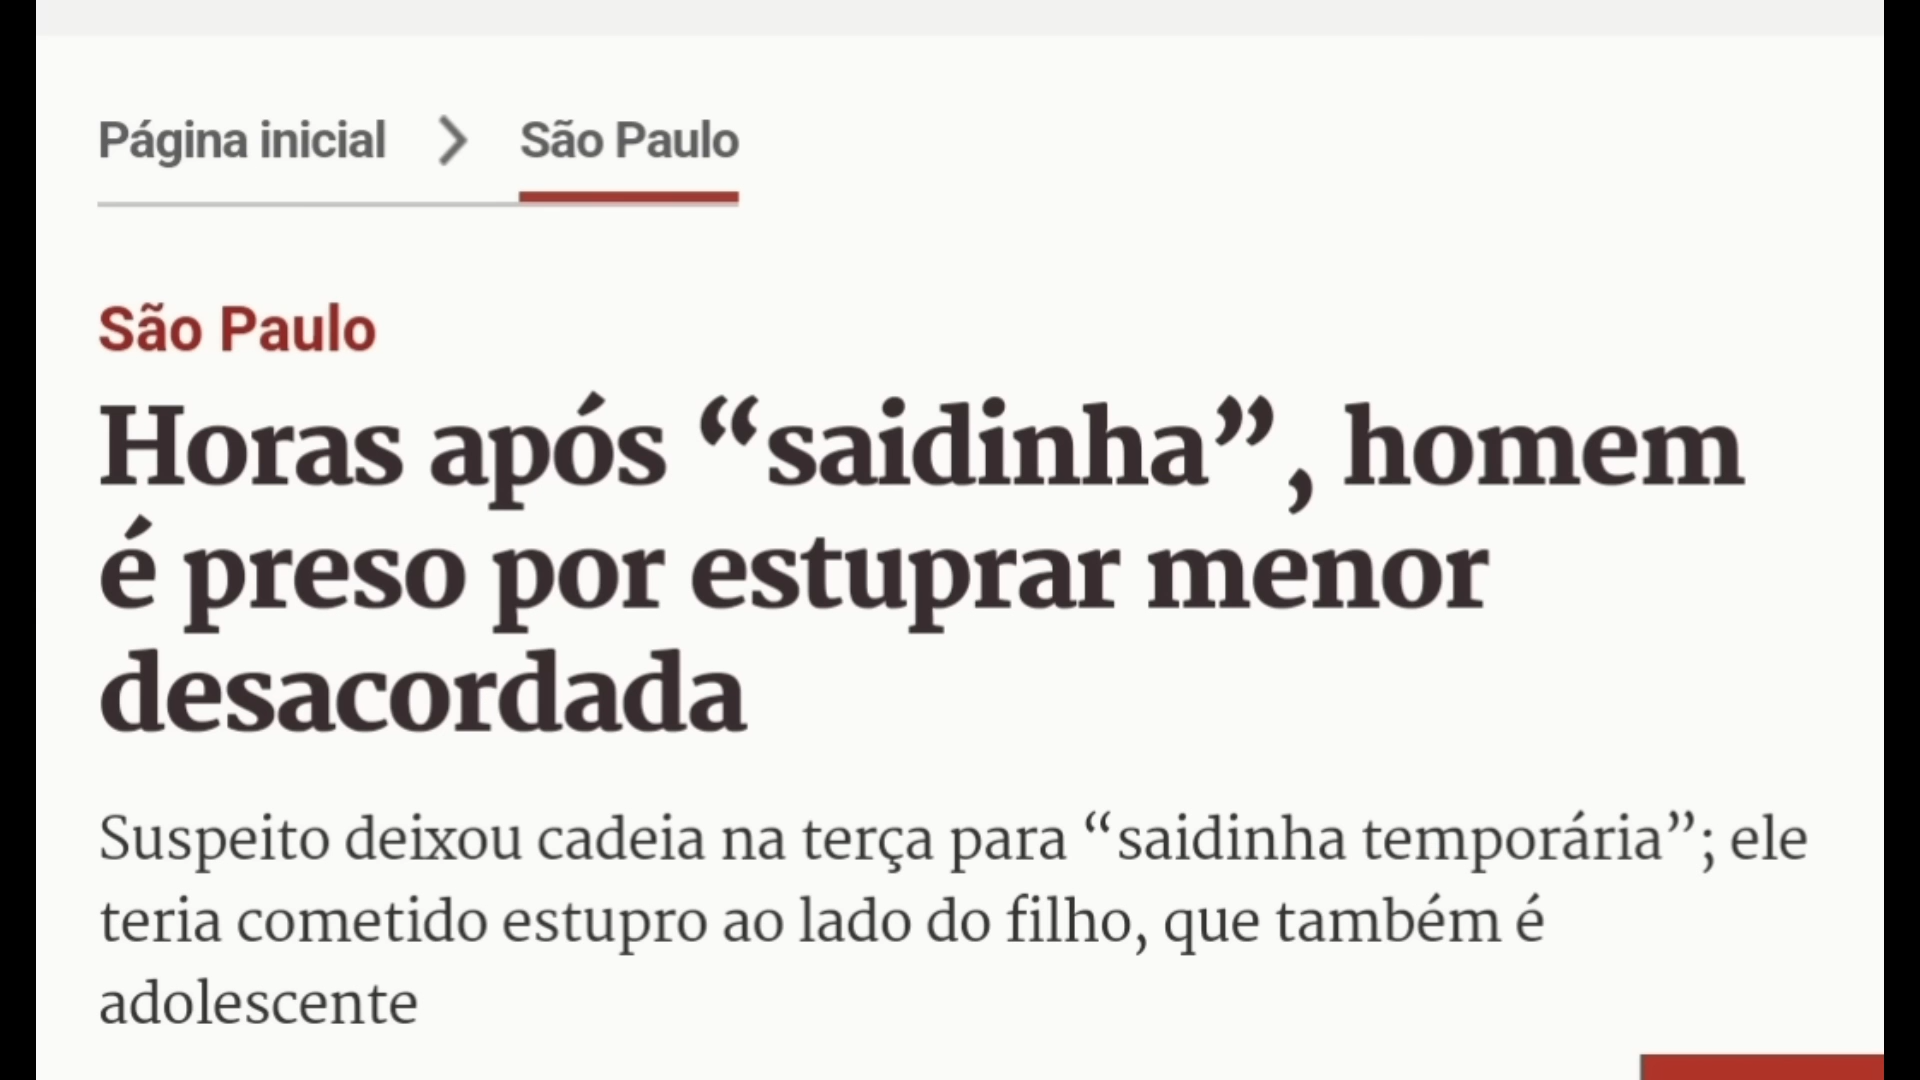 Página inicial > São Paulo
São Paulo
Horas após “saidinha”, homem
é preso por estuprar menor
desacordada
Suspeito deixou cadeia na terça para “saidinha temporária”; ele
teria cometido estupro ao lado do filho, que também é
adolescente